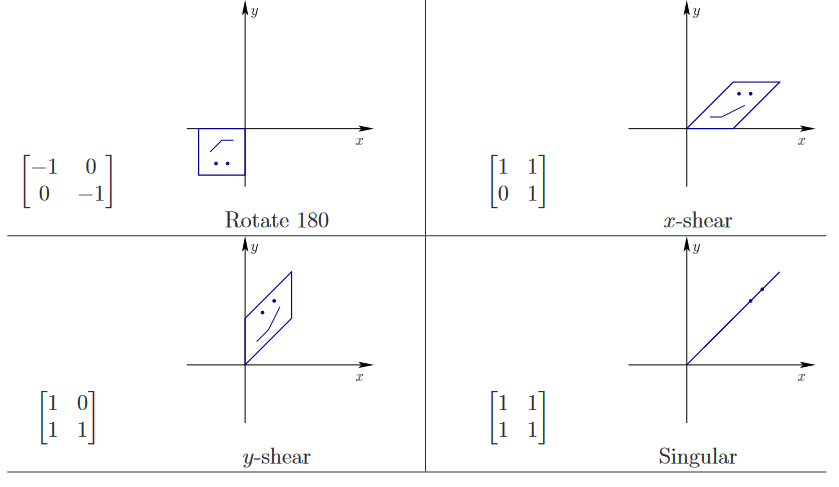 y
x
[−1 0
0 −1]
Rotate 180
y
x
[1 1
0 1]
x-shear
y
x
[1 0
1 1]
y-shear
y
x
[1 1
1 1]
Singular